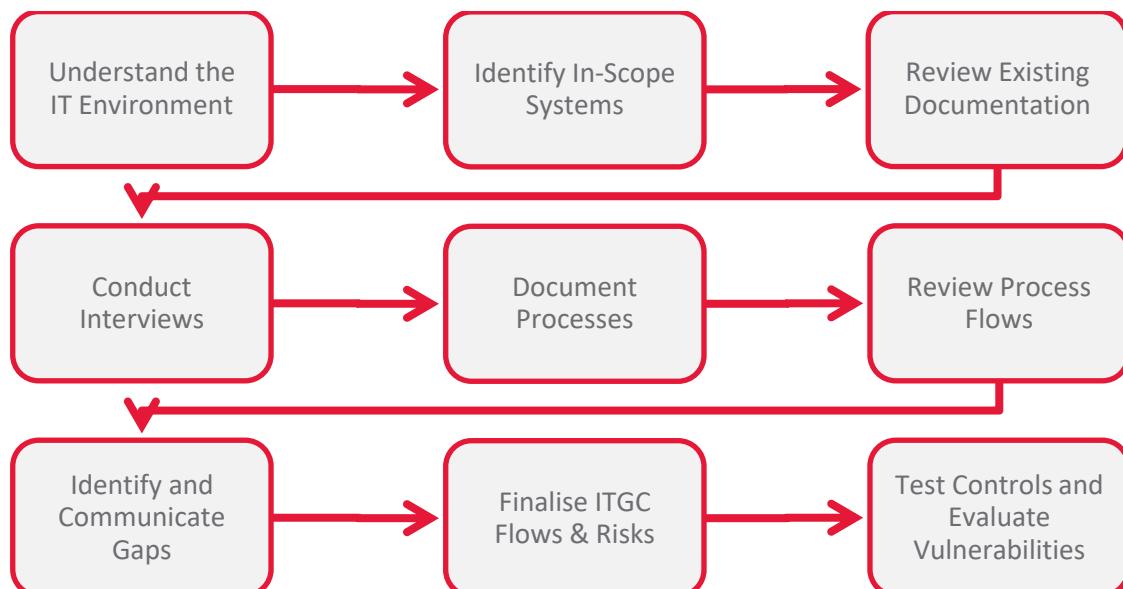 Understand the
IT Environment
Identify In-Scope
Systems
Review Existing
Documentation
Conduct
Interviews
Document
Processes
Review Process
Flows
Identify and
Communicate
Gaps
Finalise ITGC
Flows & Risks
Test Controls and
Evaluate
Vulnerabilities